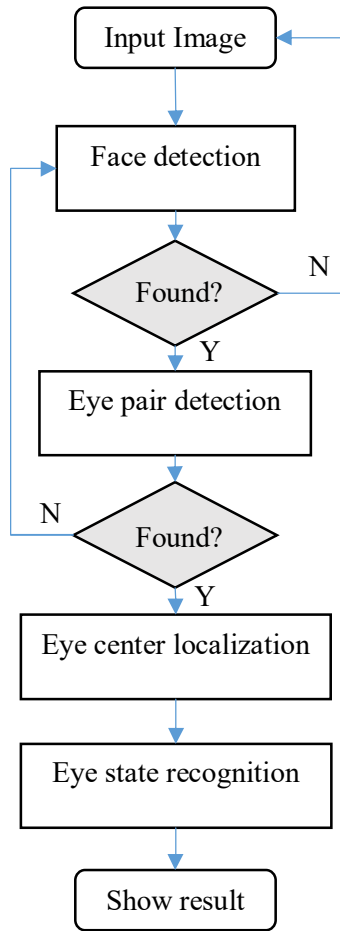 Input Image
Face detection
N
Found?
Y
Eye pair detection
N
Found?
Y
Eye center localization
Eye state recognition
Show result